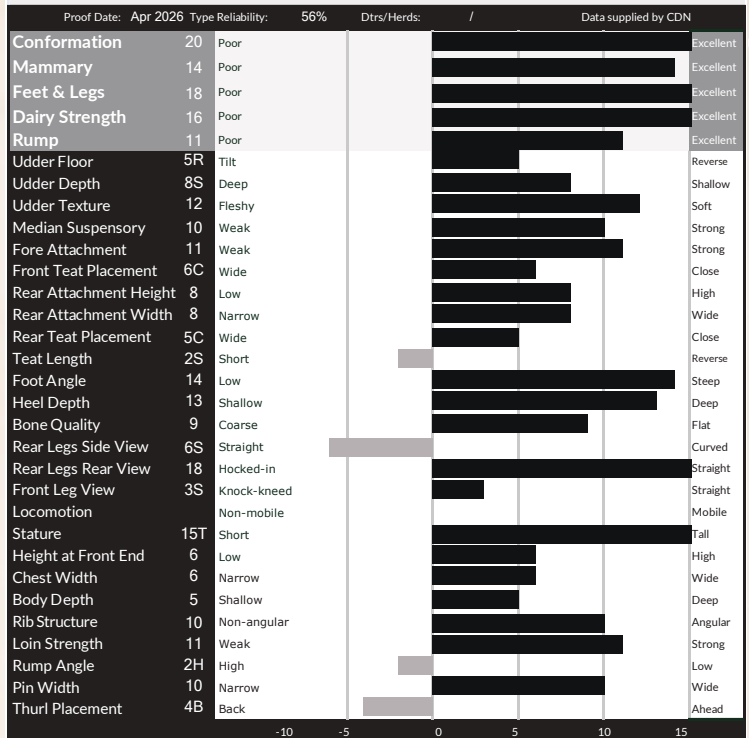 Proof Date: Apr 2026 Type Reliability: 56% Dtrs/Herds: / Data supplied by CDN
Conformation 20 Poor Excellent
Mammary 14 Poor Excellent
Feet & Legs 18 Poor Excellent
Dairy Strength 16 Poor Excellent
Rump 11 Poor Excellent
Udder Floor 5R Tilt Reverse
Udder Depth 8S Deep Shallow
Udder Texture 12 Fleshy Soft
Median Suspensory 10 Weak Strong
Fore Attachment 11 Weak Strong
Front Teat Placement 6C Wide Close
Rear Attachment Height 8 Low High
Rear Attachment Width 8 Narrow Wide
Rear Teat Placement 5C Wide Close
Teat Length 2S Short Reverse
Foot Angle 14 Low Steep
Heel Depth 13 Shallow Deep
Bone Quality 9 Coarse Flat
Rear Legs Side View 6S Straight Curved
Rear Legs Rear View 18 Hocked-in Straight
Front Leg View 3S Knock-kneed Straight
Locomotion Non-mobile Mobile
Stature 15T Short Tall
Height at Front End 6 Low High
Chest Width 6 Narrow Wide
Body Depth 5 Shallow Deep
Rib Structure 10 Non-angular Angular
Loin Strength 11 Weak Strong
Rump Angle 2H High Low
Pin Width 10 Narrow Wide
Thurl Placement 4B Back Ahead
-10 -5 0 5 10 15